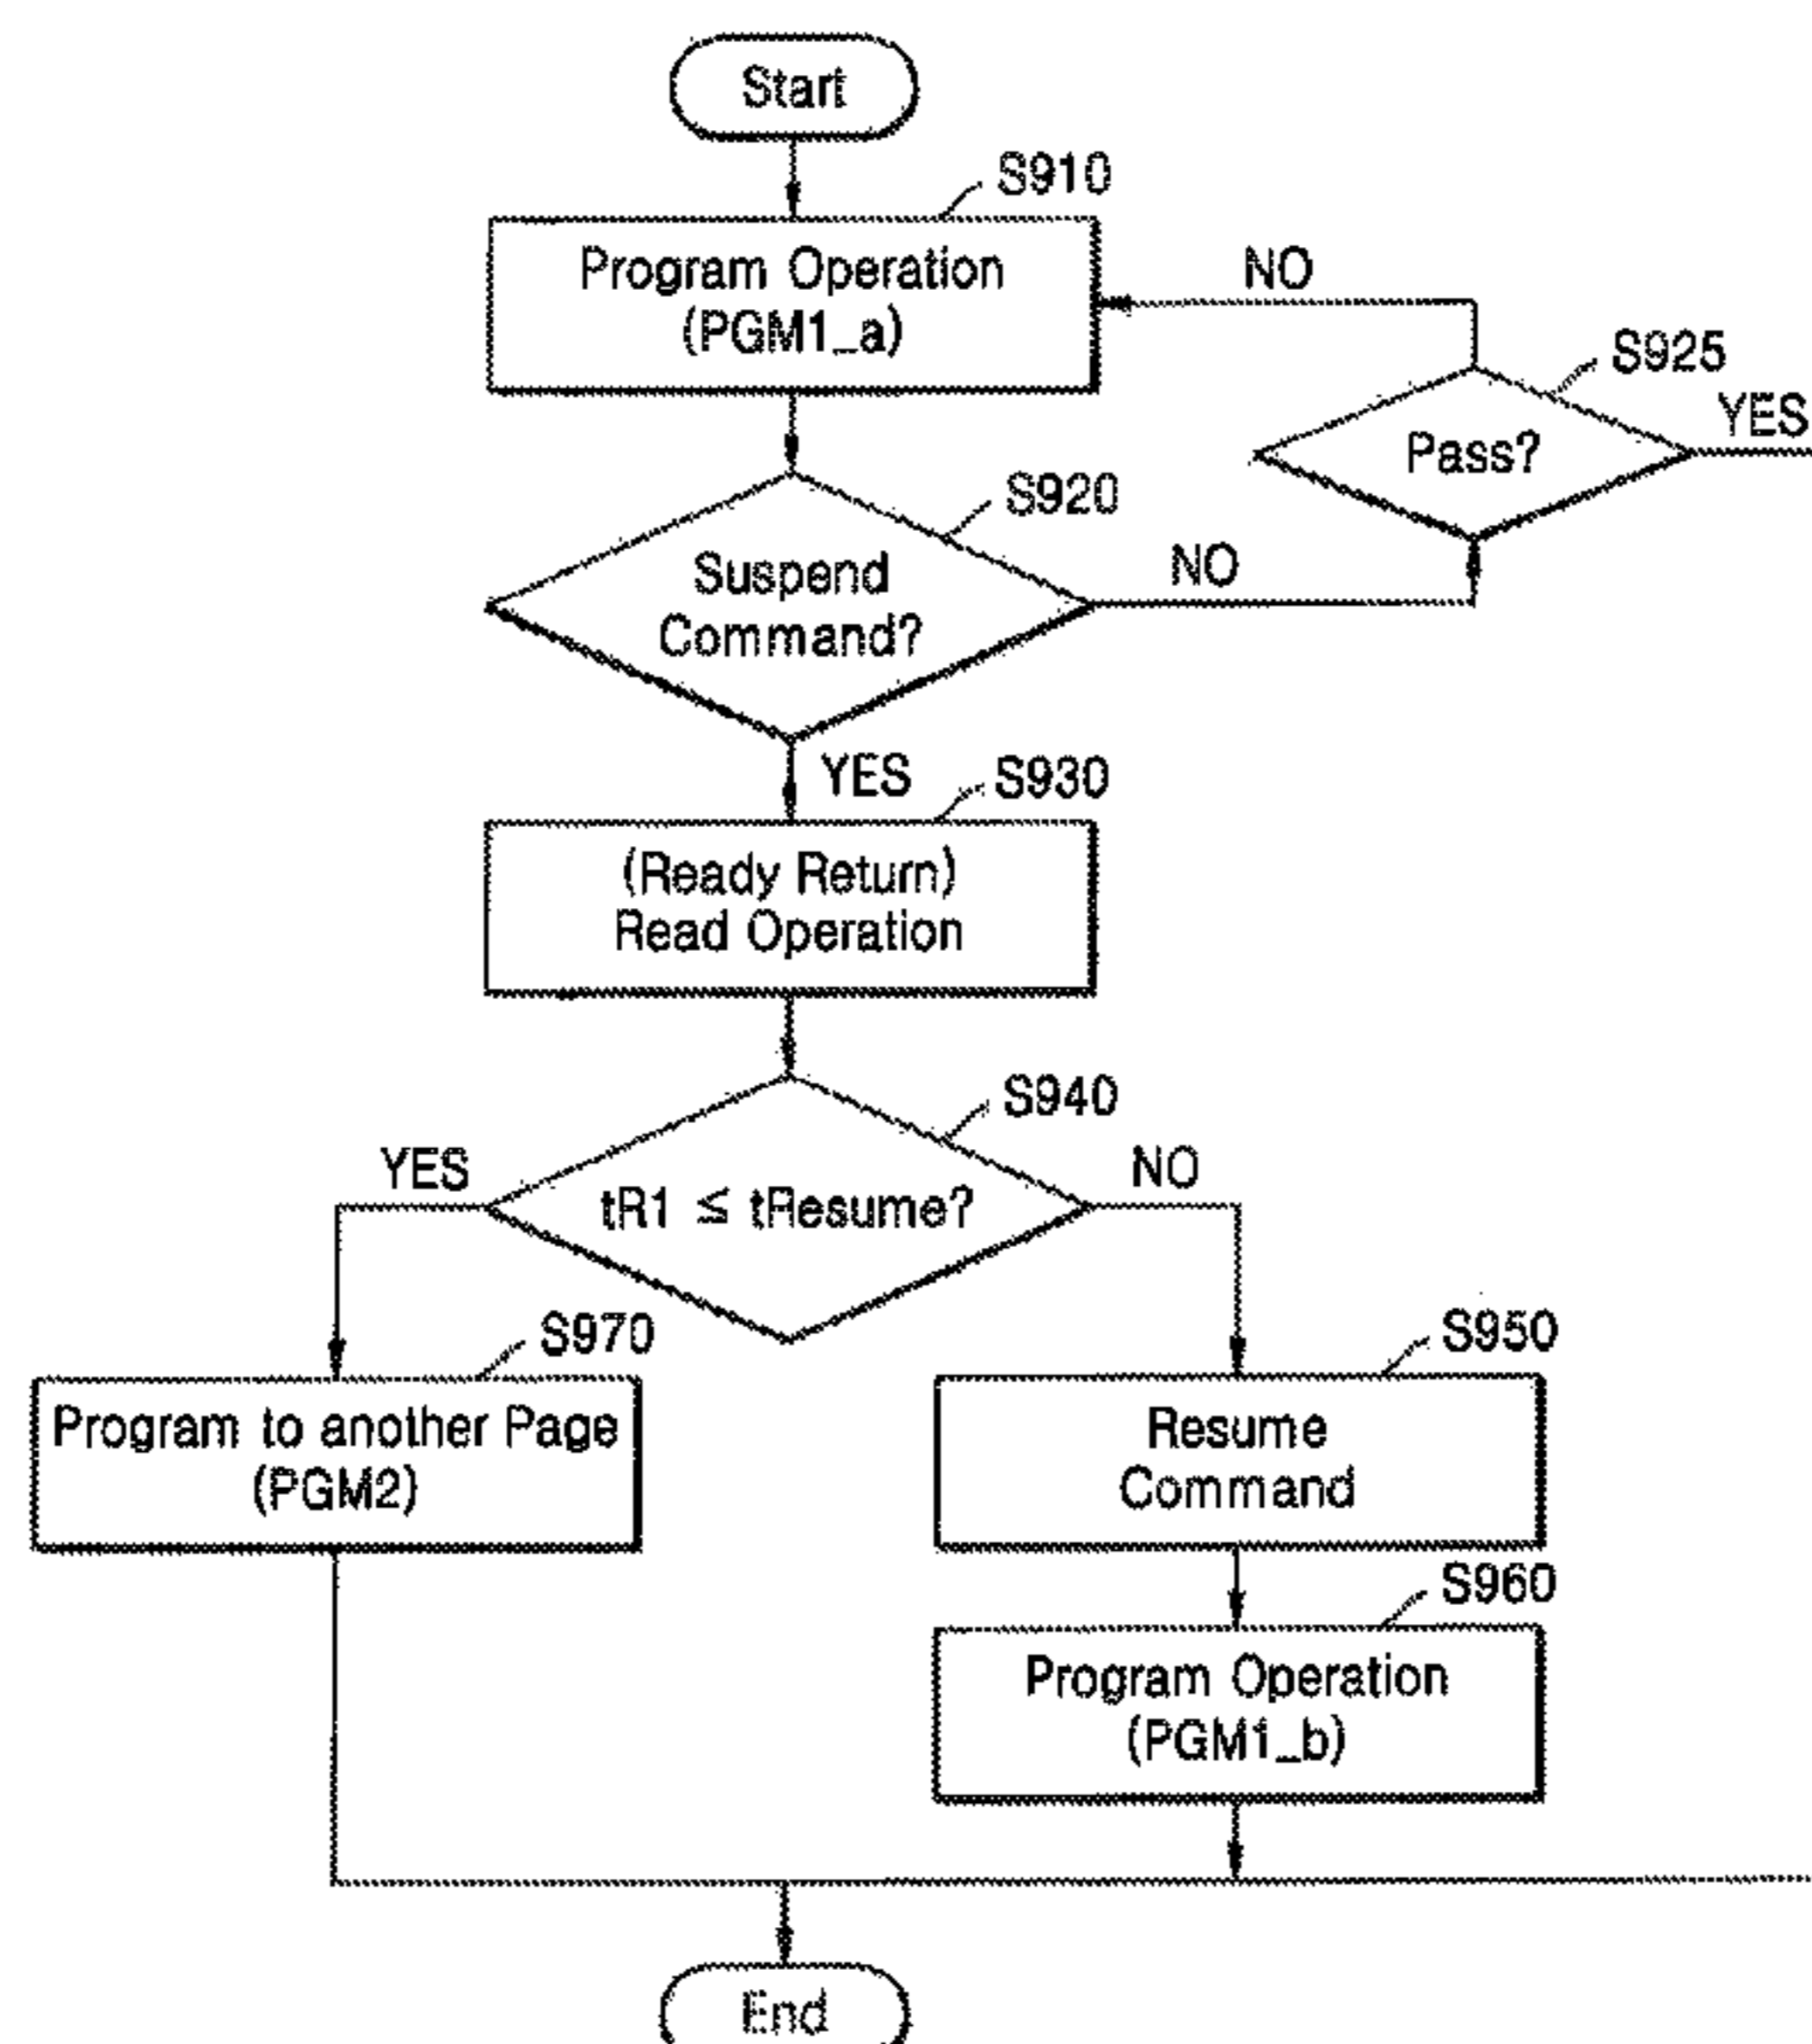 Start
S910
Program Operation
(PGM1_a)
NO
S925
Pass?
YES
S920
Suspend
Command?
NO
YES
S930
(Ready Return)
Read Operation
S940
YES
tR1 ≤ tResume?
NO
S970
Program to another Page
(PGM2)
S950
Resume
Command
S960
Program Operation
(PGM1_b)
End